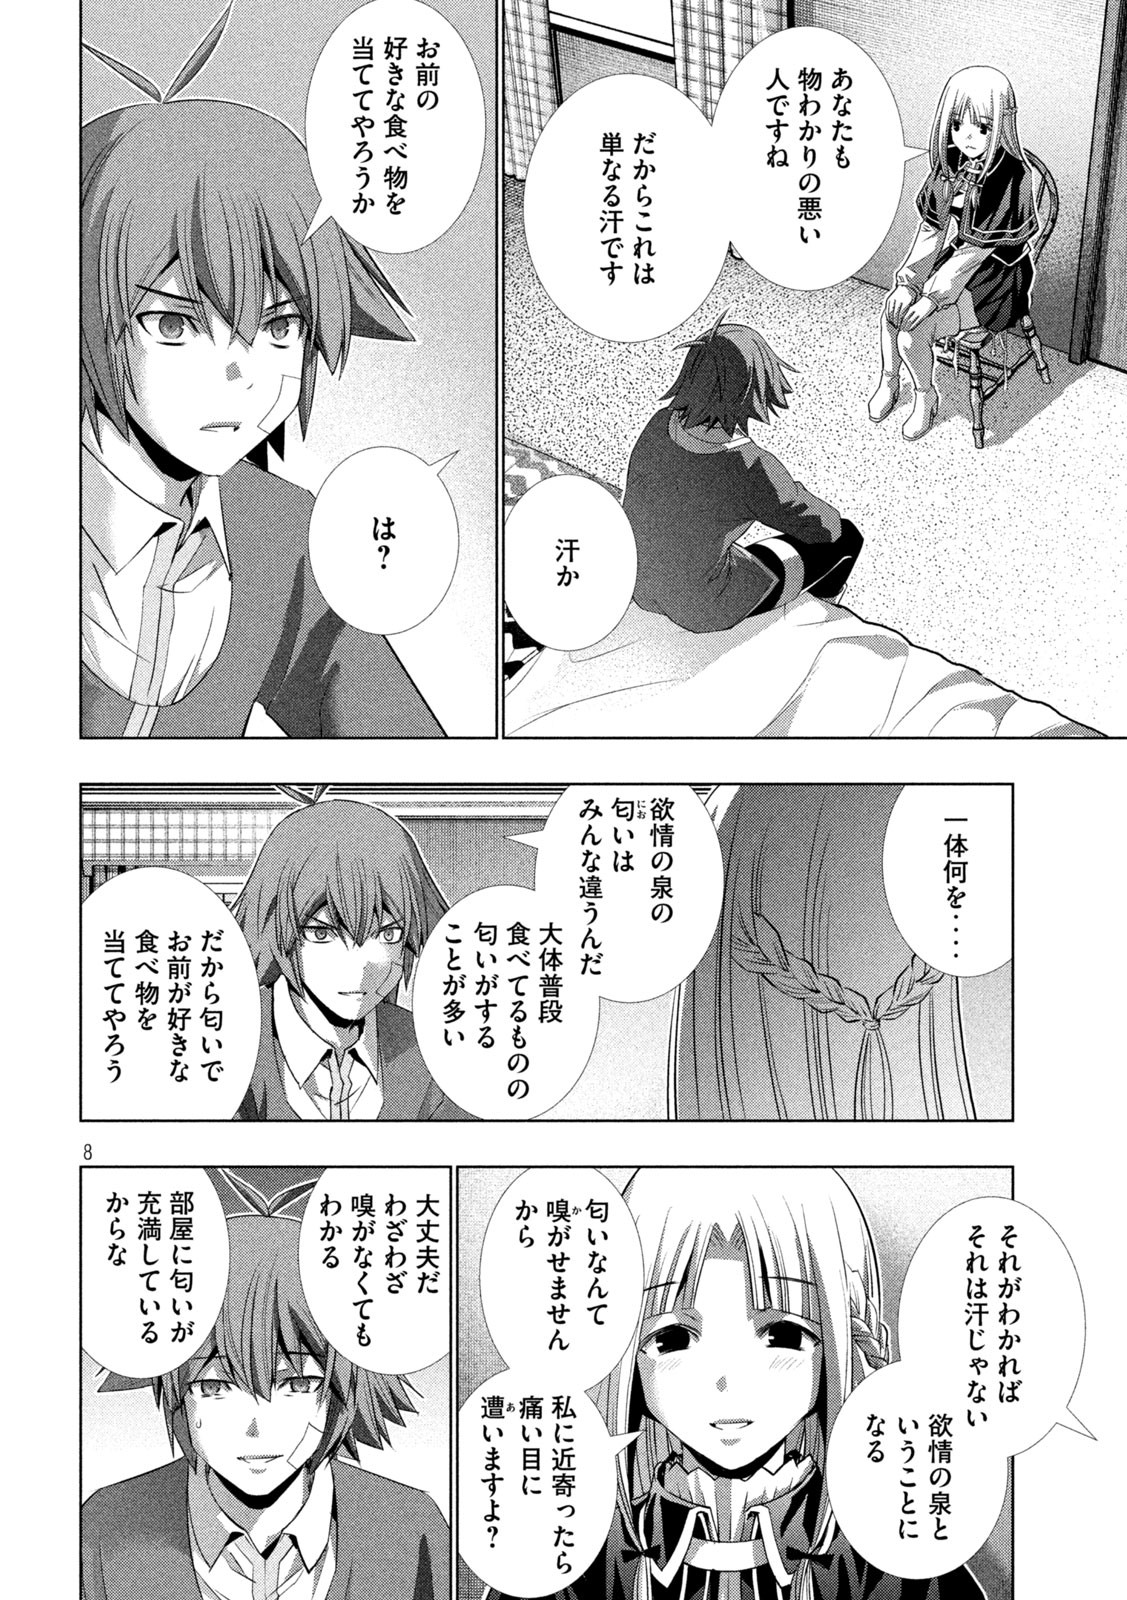 あなたも
物わかりの悪い
人ですね
だからこれは
単なる汗です
汗か
お前の
好きな食べ物を
当ててやろうか
は？
一体何を‥‥
欲情の泉の
匂いは
にお
みんな違うんだ
大体普段
食べてるものの
匂いがする
ことが多い
だから匂いで
お前が好きな
食べ物を
当ててやろう
それがわかれば
それは汗じゃない
欲情の泉と
いうことに
なる
匂いなんて
嗅がせません
か
から
私に近寄ったら
痛い目に
遭いますよ？
あ
大丈夫だ
わざわざ
嗅がなくても
わかる
部屋に匂いが
充満している
からな
8